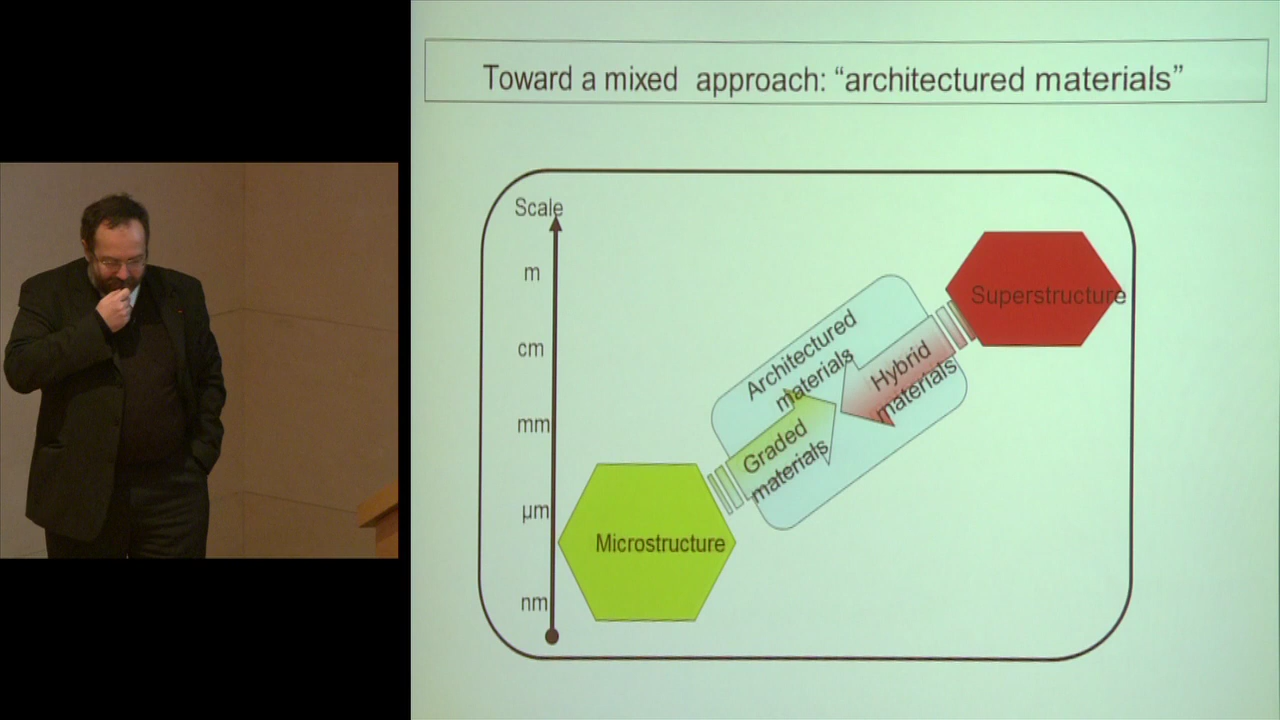 Toward a mixed approach: “architectured materials”
Scale
m
cm
mm
µm
nm
Superstructure
Architectured
materials
Hybrid
materials
Graded
materials
Microstructure